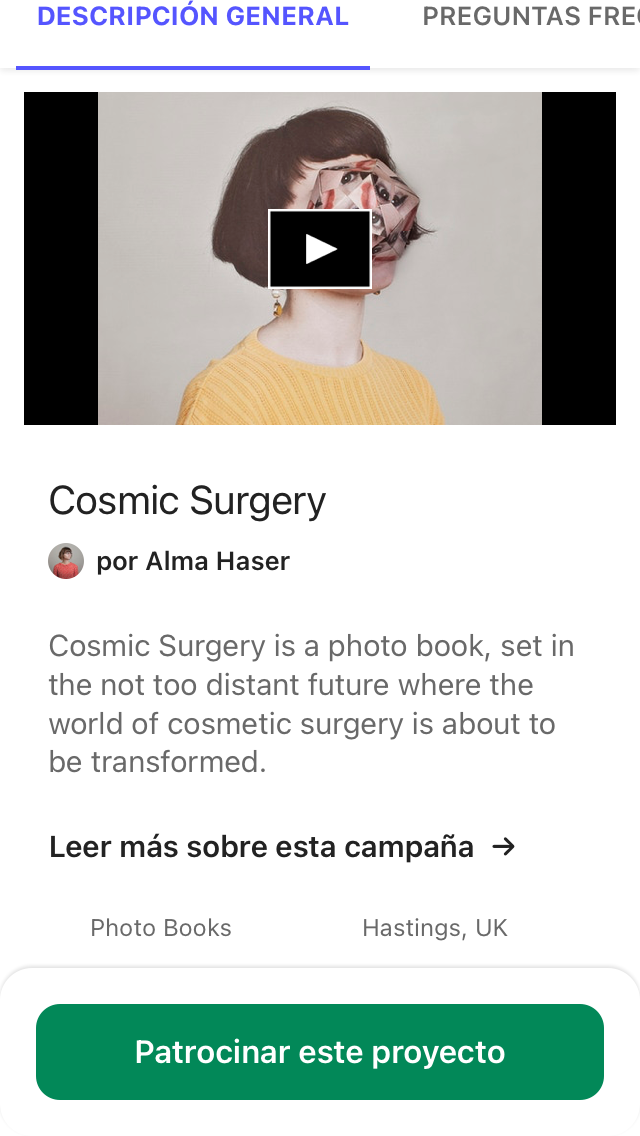 DESCRIPCIÓN GENERAL
PREGUNTAS
Cosmic Surgery
por Alma Haser
Cosmic Surgery is a photo book, set in
the not too distant future where the
world of cosmetic surgery is about to
be transformed.
Leer más sobre esta campaña →
Photo Books
Hastings, UK
Patrocinar este proyecto